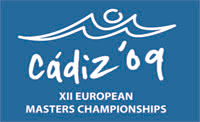 Cádiz '09
XII EUROPEAN
MASTERS CHAMPIONSHIPS